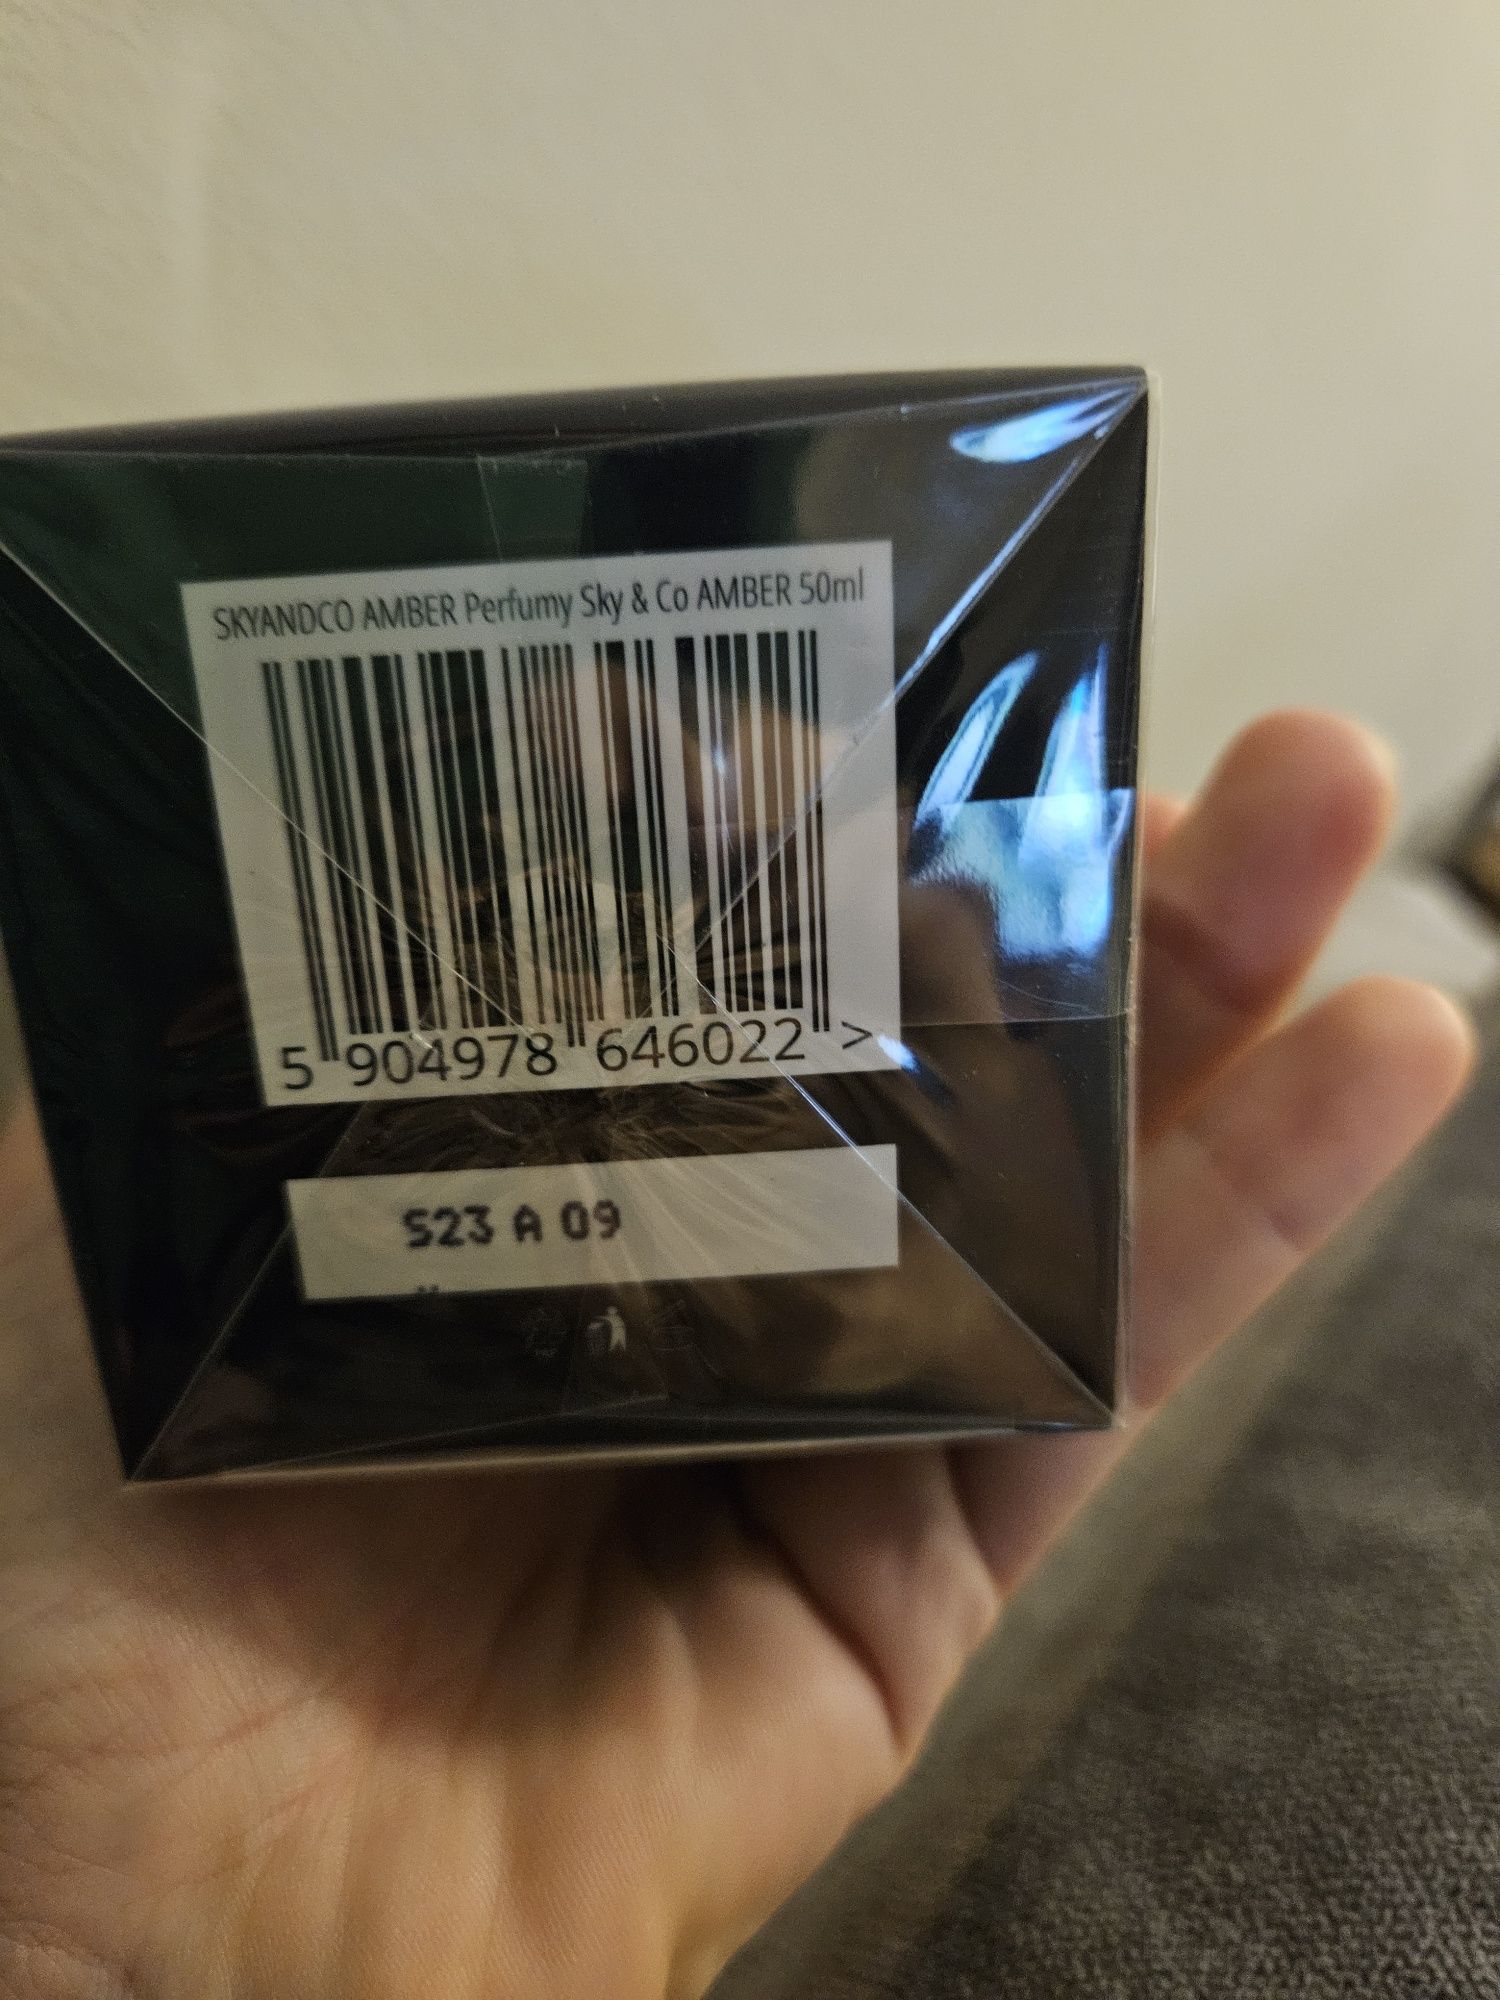 SKYANDCO AMBER Perfumy Sky & Co AMBER 50ml
5 904978 646022 >
S23 A 09